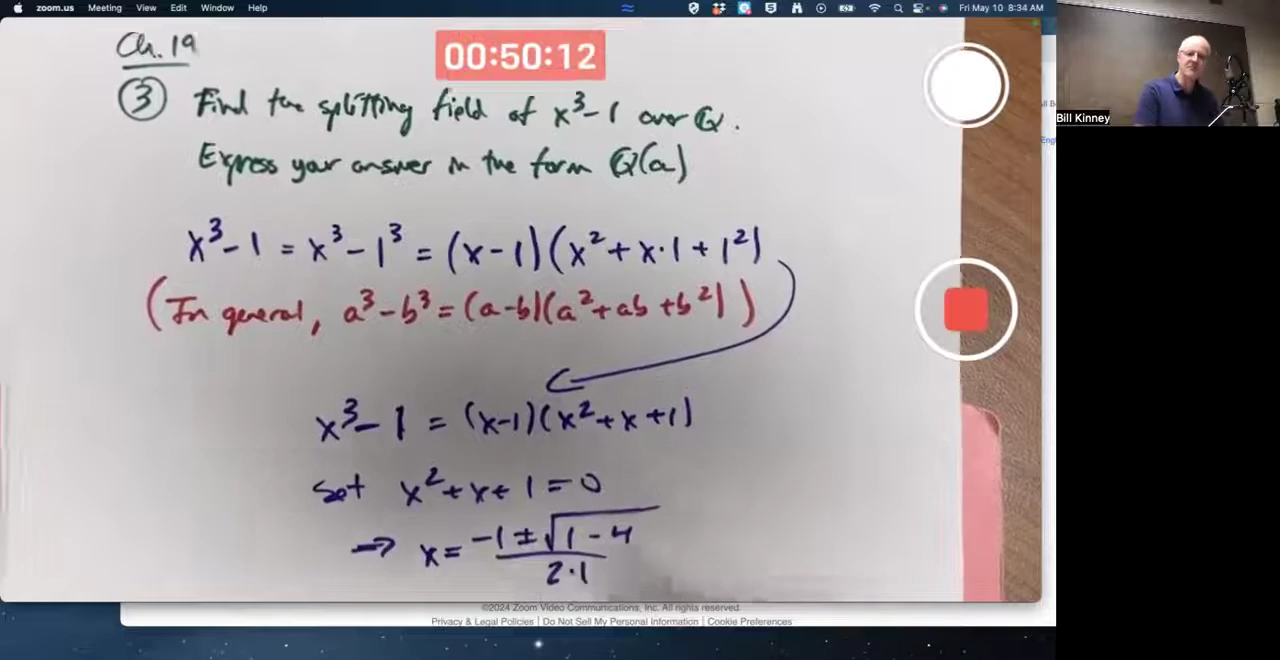 zoom.us Meeting View Edit Window Help Fri May 10 8:34 AM
Ch. 19
00:50:12
③ Find the splitting field of x³-1 over ℚ.
Express your answer in the form ℚ(a)
x³-1 = x³-1³ = (x-1)(x²+x·1+1²)
(In general, a³-b³ = (a-b)(a²+ab+b²))
x³-1 = (x-1)(x²+x+1)
Set x²+x+1=0
⇒ x = (-1±√(1-4))/(2·1)
Bill Kinney
©2024 Zoom Video Communications, Inc. All rights reserved.
Privacy & Legal Policies | Do Not Sell My Personal Information | Cookie Preferences